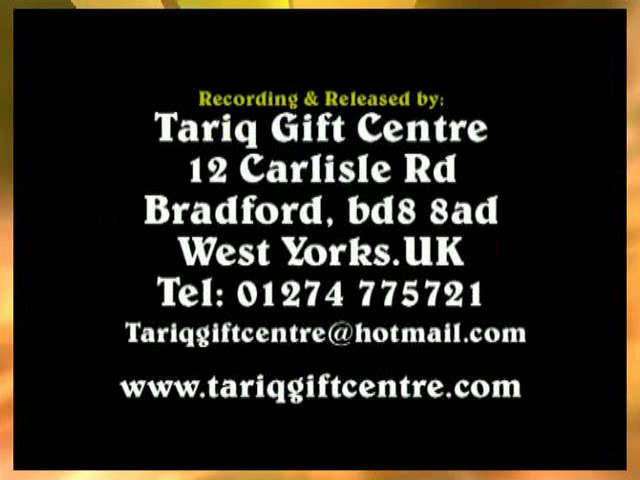 Recording & Released by:
Tariq Gift Centre
12 Carlisle Rd
Bradford, bd8 8ad
West Yorks.UK
Tel: 01274 775721
Tariqgiftcentre@hotmail.com
www.tariqgiftcentre.com